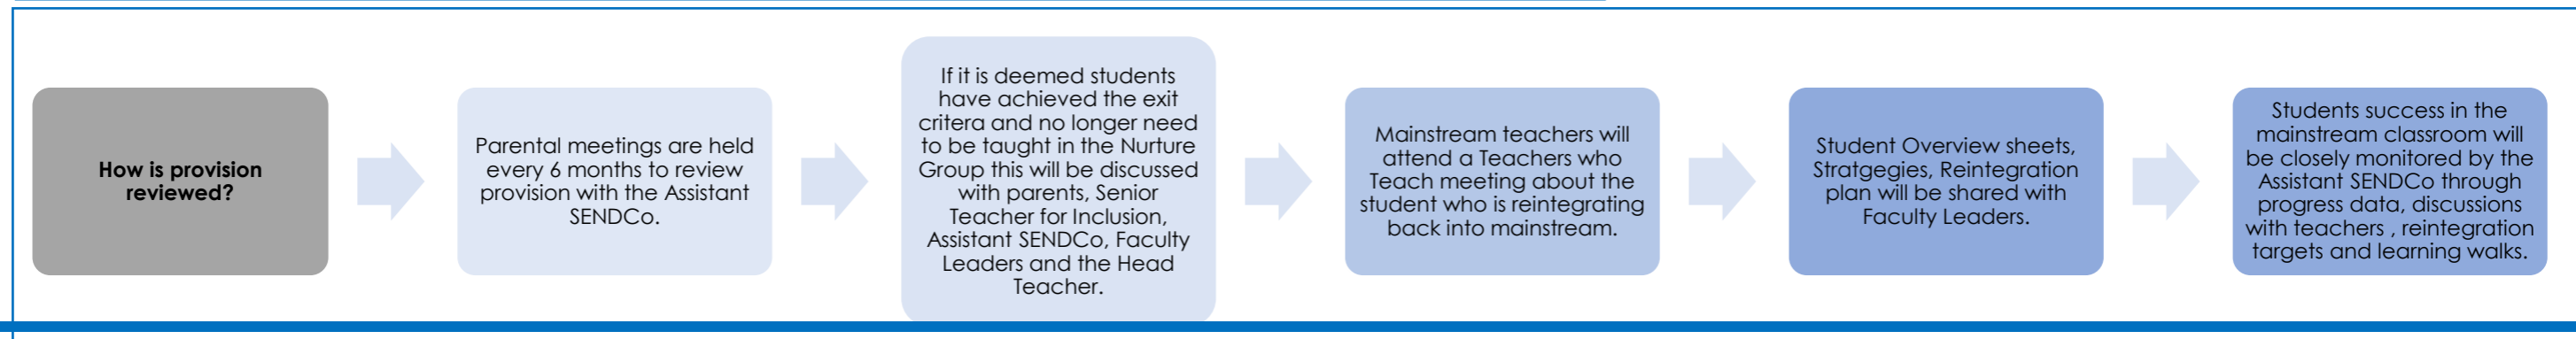 How is provision
reviewed?
Parental meetings are held
every 6 months to review
provision with the Assistant
SENDCo.
If it is deemed students
have achieved the exit
critera and no longer need
to be taught in the Nurture
Group this will be discussed
with parents, Senior
Teacher for Inclusion,
Assistant SENDCo, Faculty
Leaders and the Head
Teacher.
Mainstream teachers will
attend a Teachers who
Teach meeting about the
student who is reintegrating
back into mainstream.
Student Overview sheets,
Stratgegies, Reintegration
plan will be shared with
Faculty Leaders.
Students success in the
mainstream classroom will
be closely monitored by the
Assistant SENDCo through
progress data, discussions
with teachers , reintegration
targets and learning walks.